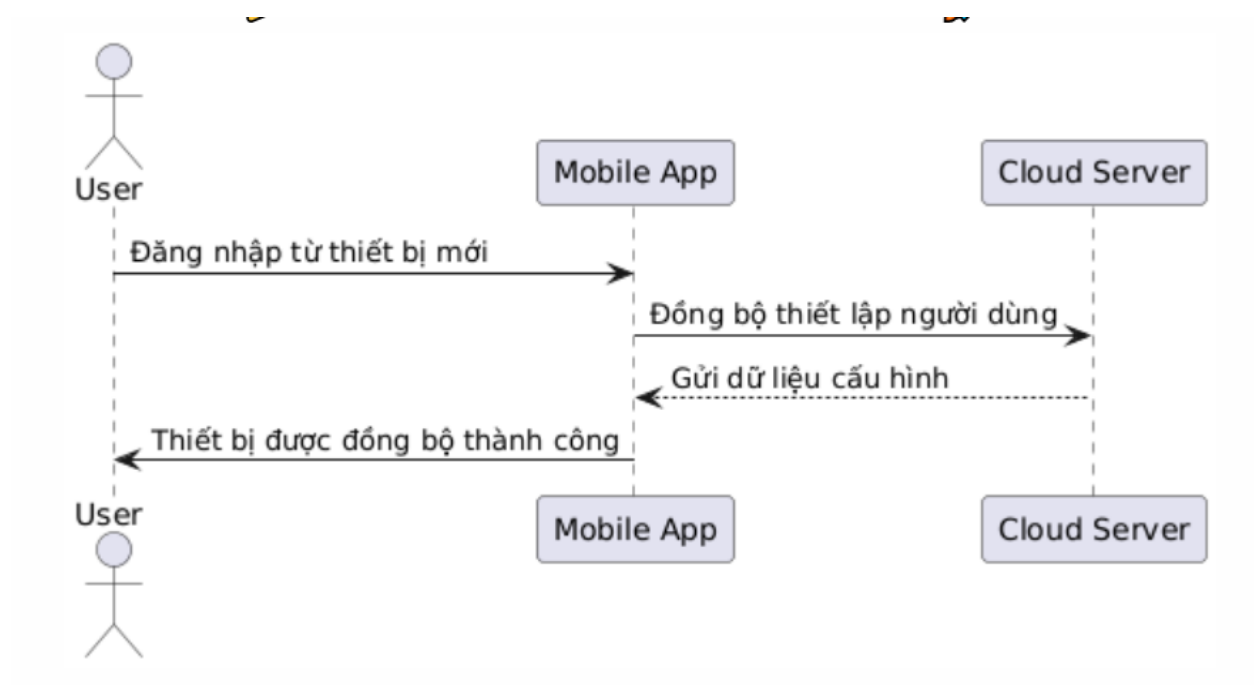 User
Mobile App
Cloud Server
Đăng nhập từ thiết bị mới
Đồng bộ thiết lập người dùng
Gửi dữ liệu cấu hình
Thiết bị được đồng bộ thành công
User
Mobile App
Cloud Server